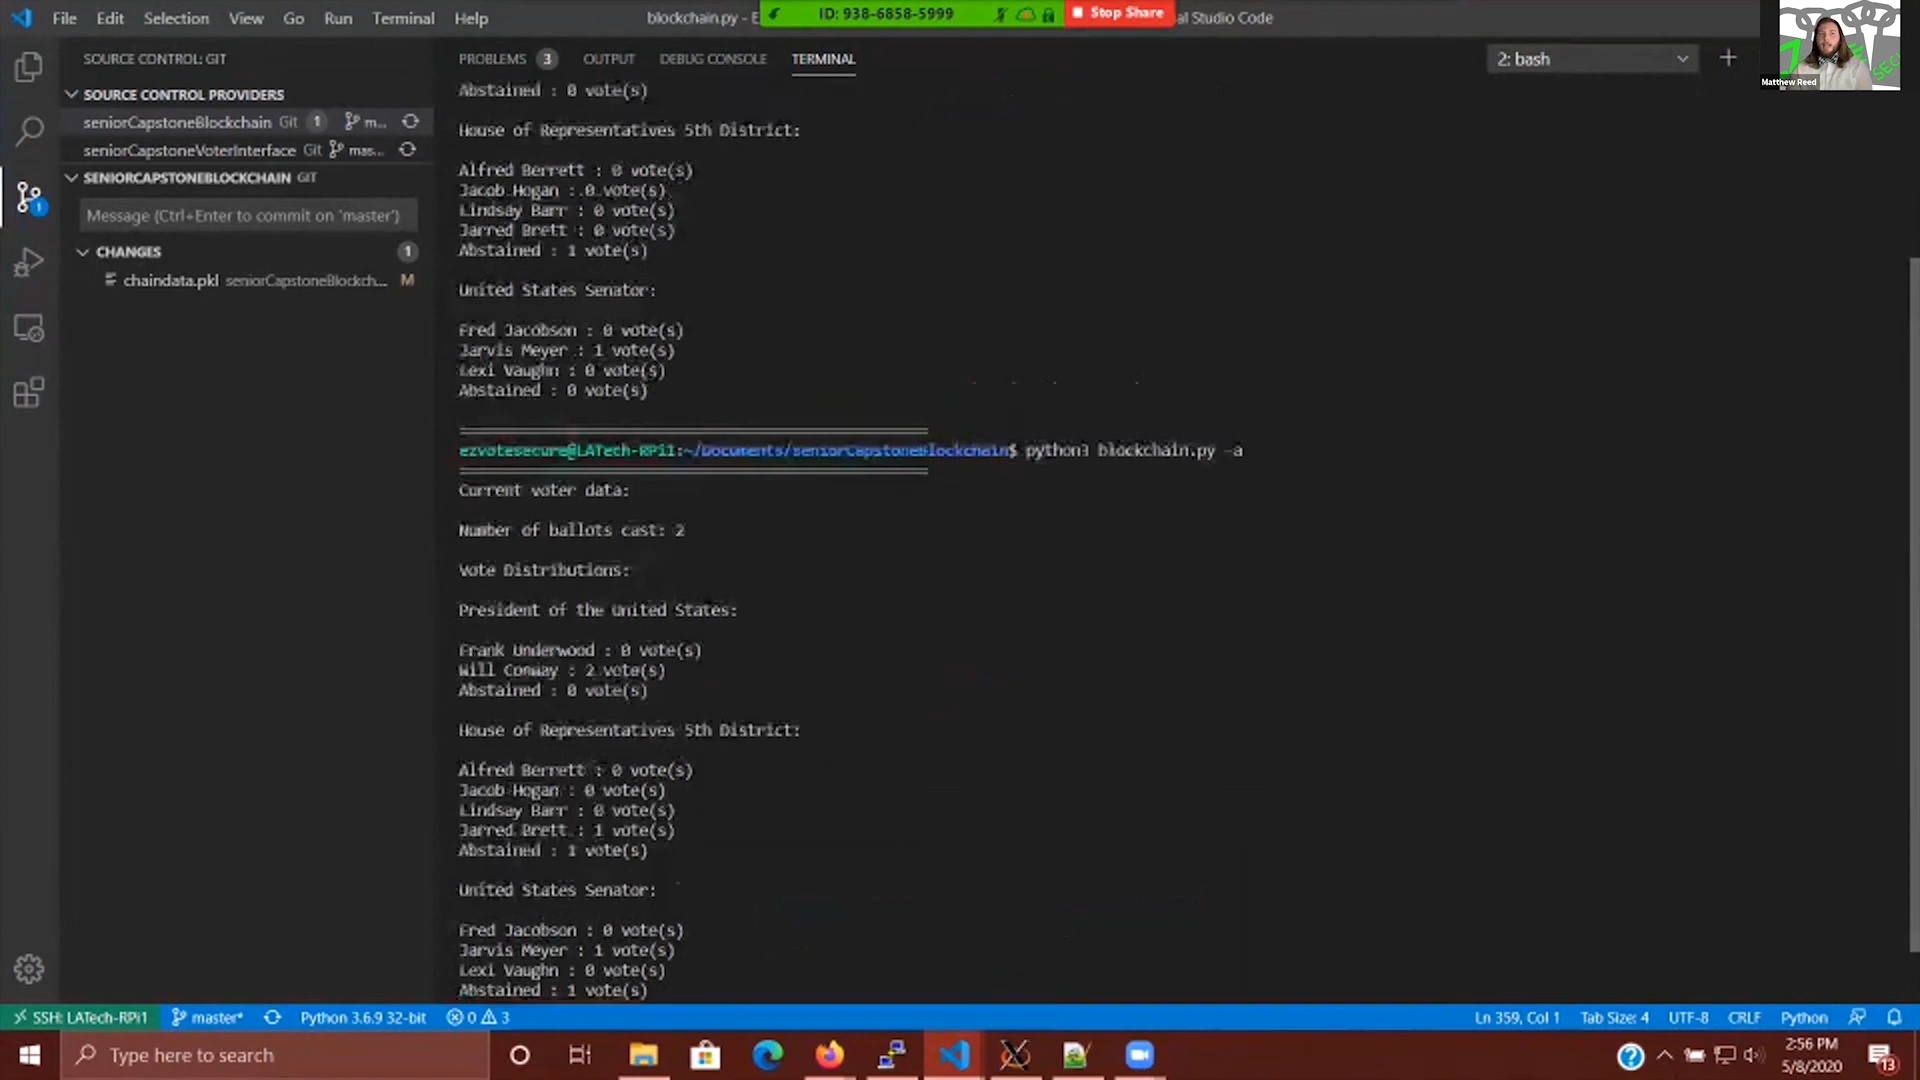 File Edit Selection View Go Run Terminal Help
blockchain.py - E
ID: 938-6858-5999
Stop Share
al Studio Code
SOURCE CONTROL: GIT
SOURCE CONTROL PROVIDERS
seniorCapstoneBlockchain Git 1 m...
seniorCapstoneVoterInterface Git mas...
SENIORCAPSTONEBLOCKCHAIN GIT
Message (Ctrl+Enter to commit on 'master')
CHANGES 1
chaindata.pkl seniorCapstoneBlockch... M
PROBLEMS 3 OUTPUT DEBUG CONSOLE TERMINAL
2: bash
Matthew Reed
Abstained : 0 vote(s)
House of Representatives 5th District:
Alfred Berrett : 0 vote(s)
Jacob Hogan : 0 vote(s)
Lindsay Barr : 0 vote(s)
Jarred Brett : 0 vote(s)
Abstained : 1 vote(s)
United States Senator:
Fred Jacobson : 0 vote(s)
Jarvis Meyer : 1 vote(s)
Lexi Vaughn : 0 vote(s)
Abstained : 0 vote(s)
ezvotesecure@LATech-RPi1:~/Documents/seniorCapstoneBlockchain$ python3 blockchain.py -a
Current voter data:
Number of ballots cast: 2
Vote Distributions:
President of the United States:
Frank Underwood : 0 vote(s)
Will Conway : 2 vote(s)
Abstained : 0 vote(s)
House of Representatives 5th District:
Alfred Berrett : 0 vote(s)
Jacob Hogan : 0 vote(s)
Lindsay Barr : 0 vote(s)
Jarred Brett : 1 vote(s)
Abstained : 1 vote(s)
United States Senator:
Fred Jacobson : 0 vote(s)
Jarvis Meyer : 1 vote(s)
Lexi Vaughn : 0 vote(s)
Abstained : 1 vote(s)
SSH: LATech-RPi1 master* Python 3.6.9 32-bit 0 3
Ln 359, Col 1 Tab Size: 4 UTF-8 CRLF Python
Type here to search
2:56 PM
5/8/2020
13